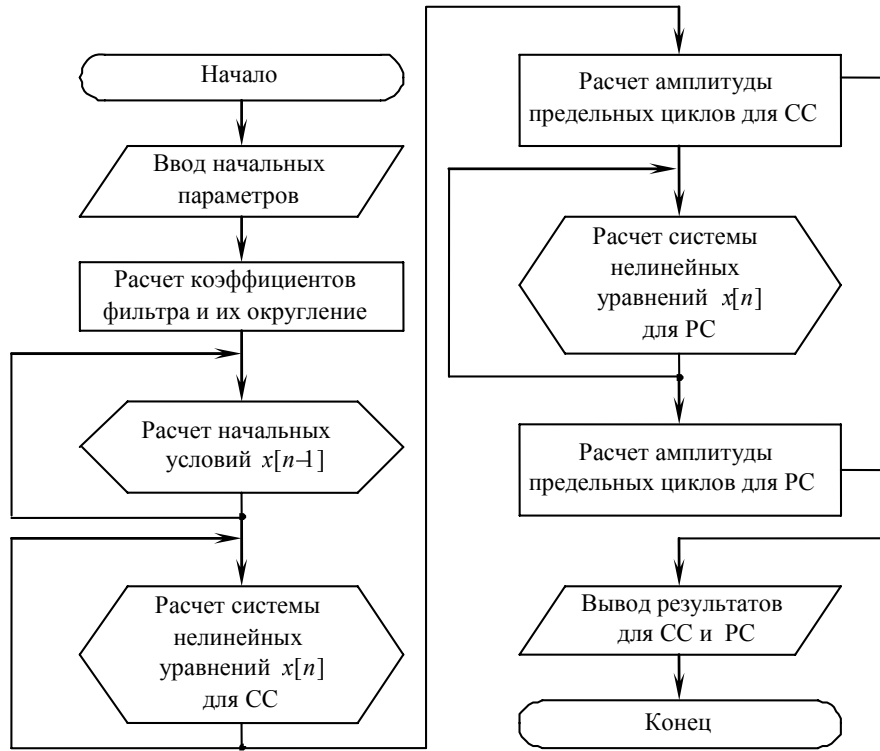 Начало
Ввод начальных
параметров
Расчет коэффициентов
фильтра и их округление
Расчет начальных
условий x[n–1]
Расчет системы
нелинейных
уравнений x[n]
для СС
Расчет амплитуды
предельных циклов для СС
Расчет системы
нелинейных
уравнений x[n]
для РС
Расчет амплитуды
предельных циклов для РС
Вывод результатов
для СС и РС
Конец